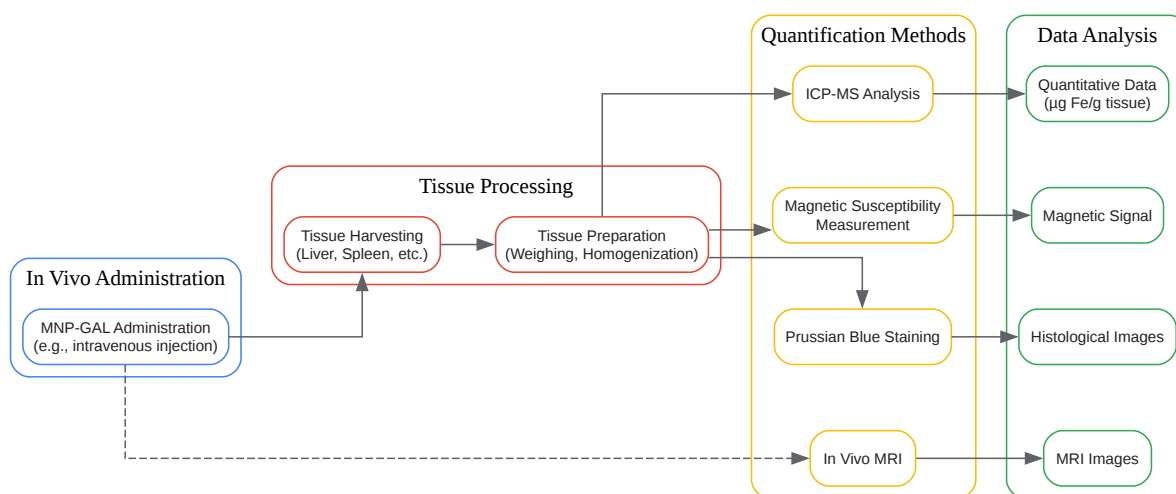 In Vivo Administration
MNP-GAL Administration
(e.g., intravenous injection)
Tissue Processing
Tissue Harvesting
(Liver, Spleen, etc.)
Tissue Preparation
(Weighing, Homogenization)
Quantification Methods
ICP-MS Analysis
Magnetic Susceptibility
Measurement
Prussian Blue Staining
In Vivo MRI
Data Analysis
Quantitative Data
(µg Fe/g tissue)
Magnetic Signal
Histological Images
MRI Images